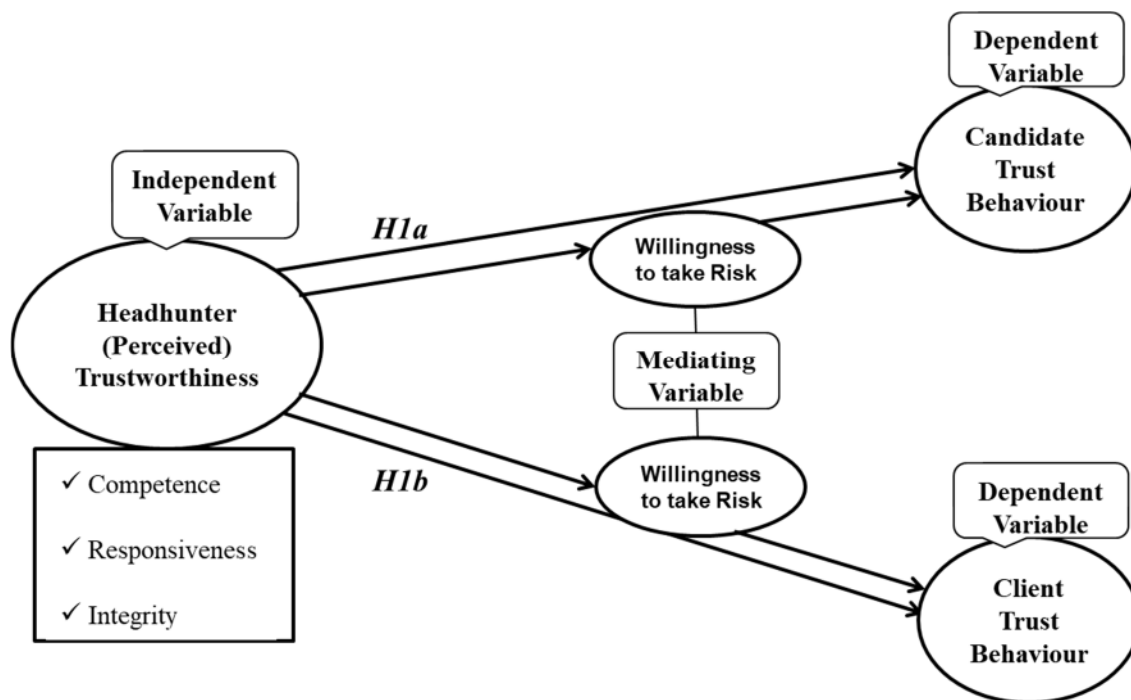 Dependent
Variable
Candidate
Trust
Behaviour
Independent
Variable
H1a
Willingness
to take Risk
Headhunter
(Perceived)
Trustworthiness
Mediating
Variable
✓ Competence
✓ Responsiveness
✓ Integrity
H1b
Willingness
to take Risk
Dependent
Variable
Client
Trust
Behaviour